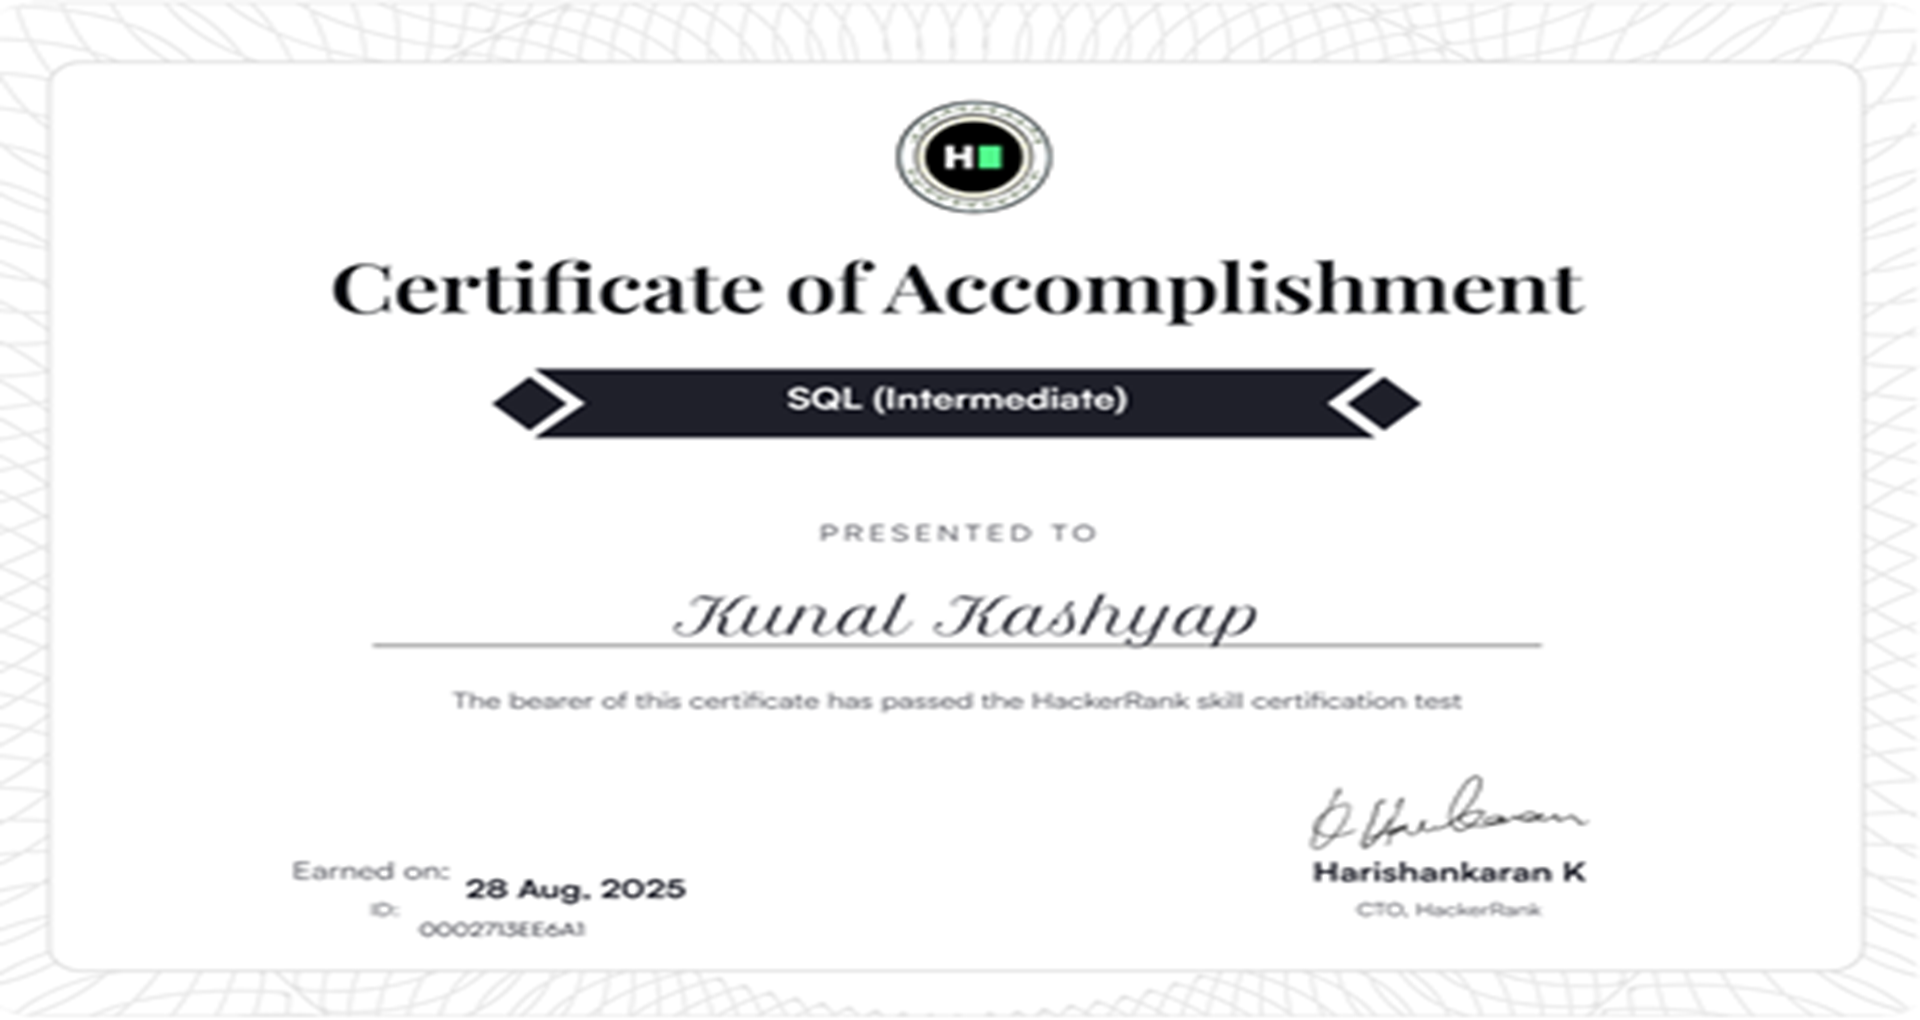 H
Certificate of Accomplishment
SQL (Intermediate)
PRESENTED TO
Kunal Kashyap
The bearer of this certificate has passed the HackerRank skill certification test
Earned on: 28 Aug, 2025
ID: 0002713EE6A1
Harishankaran K
CTO, HackerRank